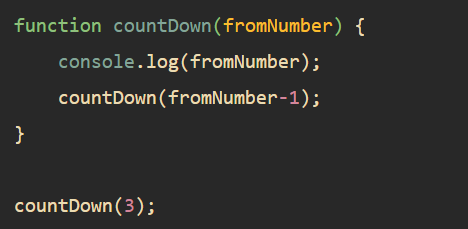 function countDown(fromNumber) {
    console.log(fromNumber);
    countDown(fromNumber-1);
}

countDown(3);